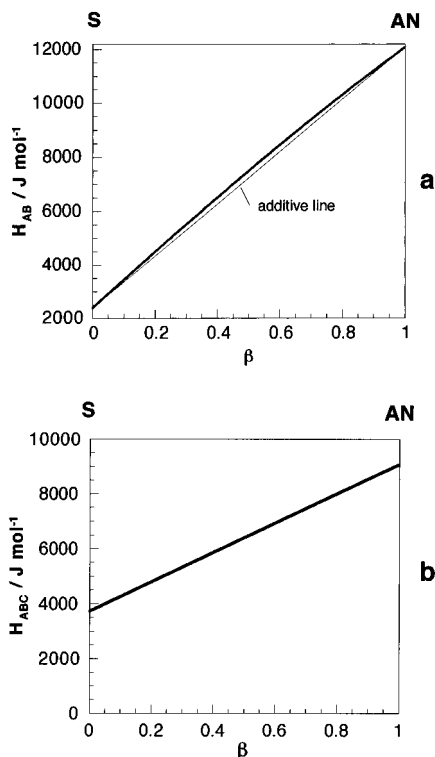 S AN
12000
10000
8000
6000
4000
2000
H_AB / J mol⁻¹
additive line
a
0 0.2 0.4 0.6 0.8 1
β
S AN
10000
8000
6000
4000
2000
0
H_ABC / J mol⁻¹
b
0 0.2 0.4 0.6 0.8 1
β